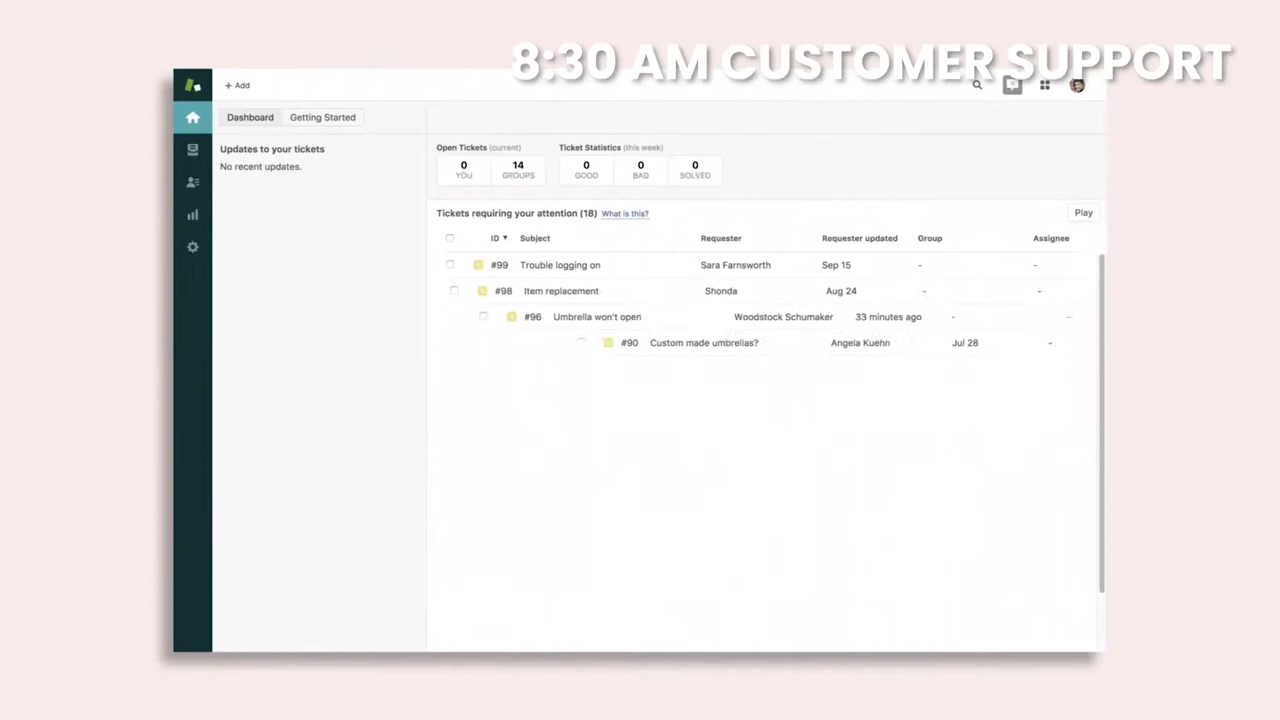 8:30 AM CUSTOMER SUPPORT
+ Add
Dashboard Getting Started
Updates to your tickets
No recent updates.
Open Tickets (current) Ticket Statistics (this week)
0 14 0 0 0
YOU GROUPS GOOD BAD SOLVED
Tickets requiring your attention (18) What is this? Play
ID Subject Requester Requester updated Group Assignee
#99 Trouble logging on Sara Farnsworth Sep 15 - -
#98 Item replacement Shonda Aug 24 - -
#96 Umbrella won't open Woodstock Schumaker 33 minutes ago - -
#90 Custom made umbrellas? Angela Kuehn Jul 28 -